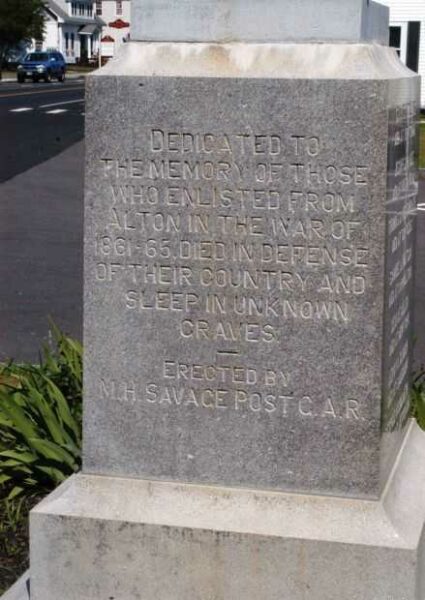 DEDICATED TO
THE MEMORY OF THOSE
WHO ENLISTED FROM
ALTON IN THE WAR OF
1861-65. DIED IN DEFENSE
OF THEIR COUNTRY AND
SLEEP IN UNKNOWN
GRAVES
—
ERECTED BY
M.H. SAVAGE POST G.A.R.